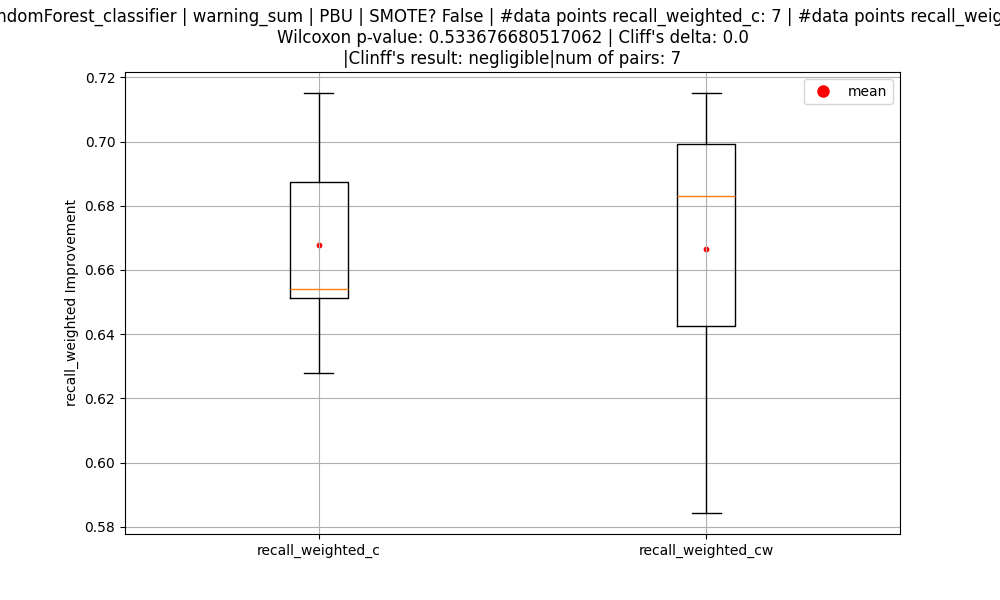 ndomForest_classifier | warning_sum | PBU | SMOTE? False | #data points recall_weighted_c: 7 | #data points recall_weig
Wilcoxon p-value: 0.533676680517062 | Cliff's delta: 0.0
|Clinff's result: negligible|num of pairs: 7
mean
0.72
0.70
0.68
0.66
0.64
0.62
0.60
0.58
recall_weighted Improvement
recall_weighted_c
recall_weighted_cw